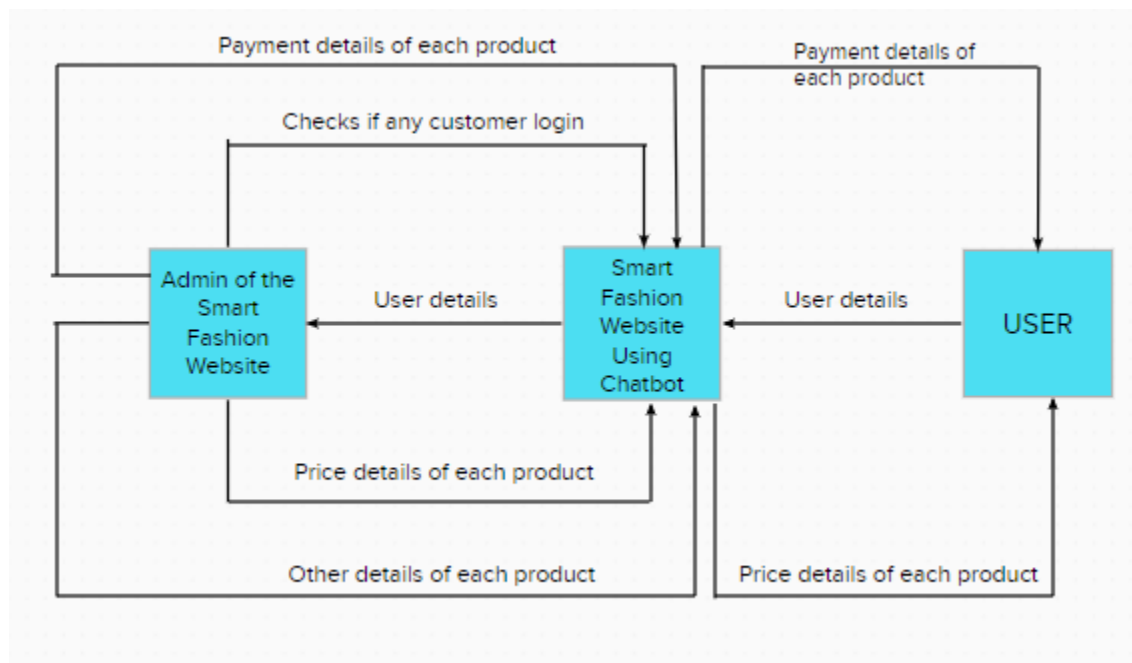 Payment details of each product
Payment details of
each product
Checks if any customer login
Admin of the
Smart
Fashion
Website
User details
Smart
Fashion
Website
Using
Chatbot
User details
USER
Price details of each product
Other details of each product
Price details of each product